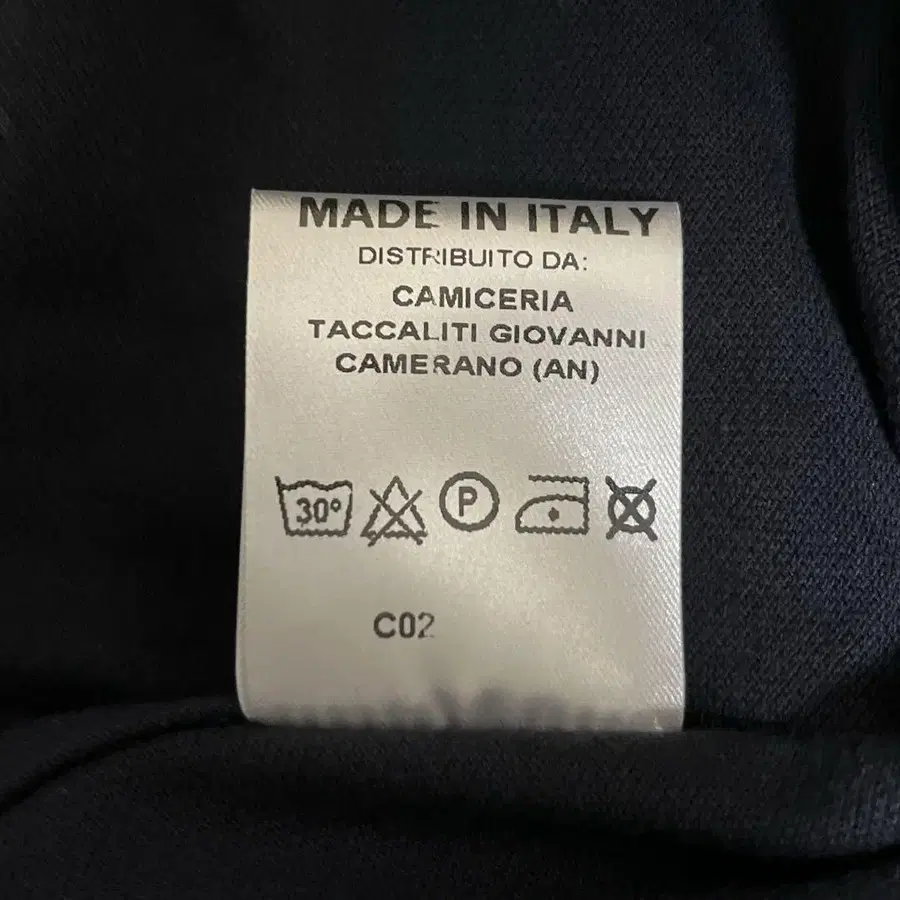 MADE IN ITALY
DISTRIBUITO DA:
CAMICERIA
TACCALITI GIOVANNI
CAMERANO (AN)
30° P
C02